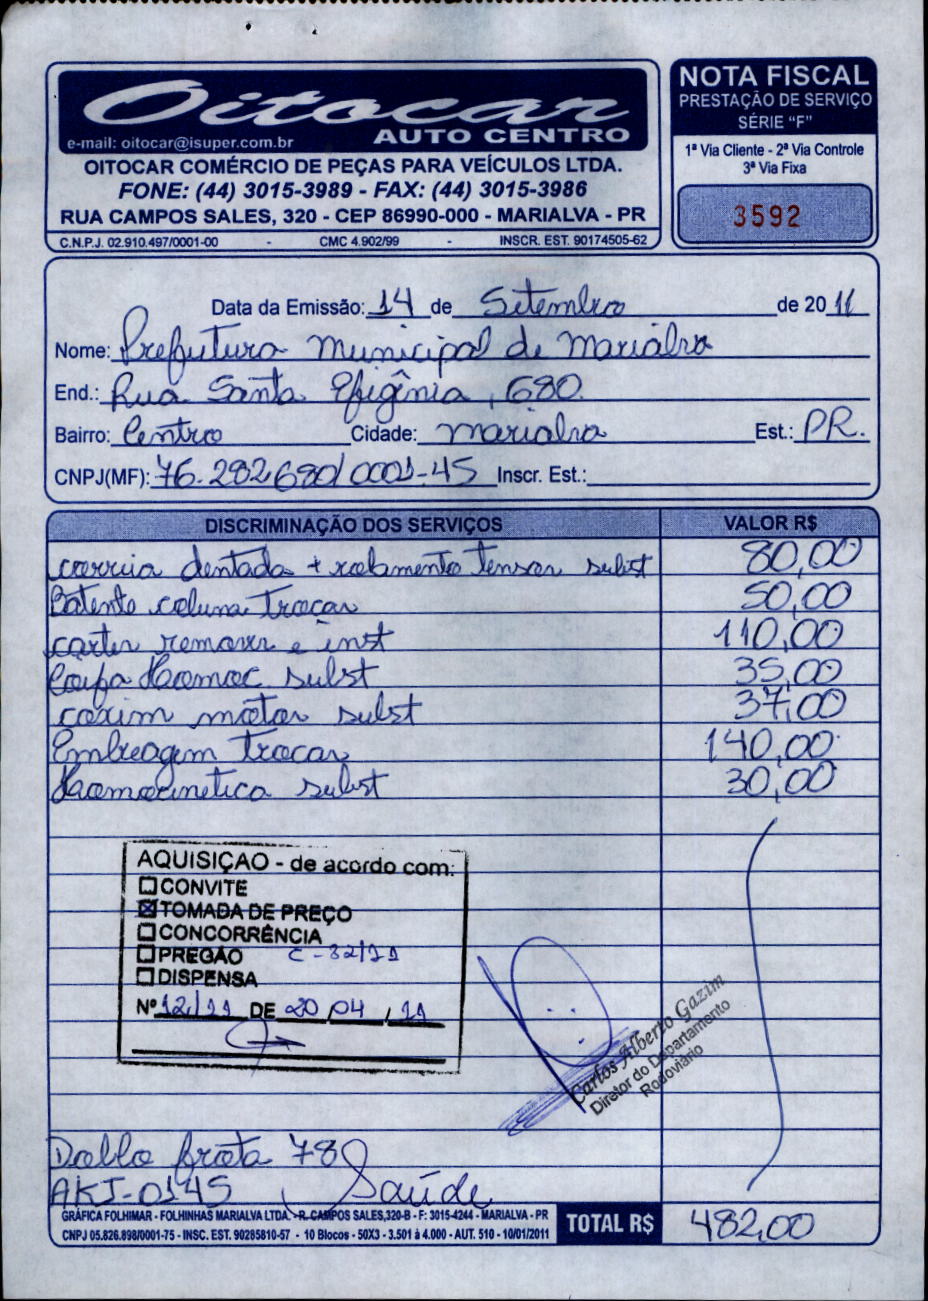 Oitocar
e-mail: oitocar@isuper.com.br AUTO CENTRO
OITOCAR COMÉRCIO DE PEÇAS PARA VEÍCULOS LTDA.
FONE: (44) 3015-3989 - FAX: (44) 3015-3986
RUA CAMPOS SALES, 320 - CEP 86990-000 - MARIALVA - PR
C.N.P.J. 02.910.497/0001-00 - CMC 4.902/99 - INSCR. EST. 90174505-62
NOTA FISCAL
PRESTAÇÃO DE SERVIÇO
SÉRIE "F"
1ª Via Cliente - 2ª Via Controle
3ª Via Fixa
3592
Data da Emissão: 14 de Setembro de 2011
Nome: Prefeitura Municipal de Marialva
End.: Rua Santa Efigênia, 680
Bairro: Centro Cidade: Marialva Est.: PR.
CNPJ(MF): 76.282680/0001-45 Inscr. Est.:
DISCRIMINAÇÃO DOS SERVIÇOS VALOR R$
correia dentada + rolamento tensor subst 80,00
Batente coluna trocar 50,00
carter remover e inst 110,00
Coifa Homoc subst 35,00
coxim motor subst 37,00
Embreagem trocar 140,00
Homocinetica subst 30,00
AQUISIÇAO - de acordo com:
CONVITE
TOMADA DE PREÇO
CONCORRÊNCIA
PREGÃO C-82/11
DISPENSA
Nº 12/11 DE 20, 04, 11
Carlos Alberto Gazim
Diretor do Departamento
Rodoviário
Doblo frota 78
AKJ-0145 Saúde
GRÁFICA FOLHIMAR - FOLHINHAS MARIALVA LTDA. - R. CAMPOS SALES, 320-B - F: 3015-4244 - MARIALVA - PR
CNPJ 05.826.898/0001-75 - INSC. EST. 90285810-57 - 10 Blocos - 50X3 - 3.501 à 4.000 - AUT. 510 - 10/01/2011
TOTAL R$ 482,00